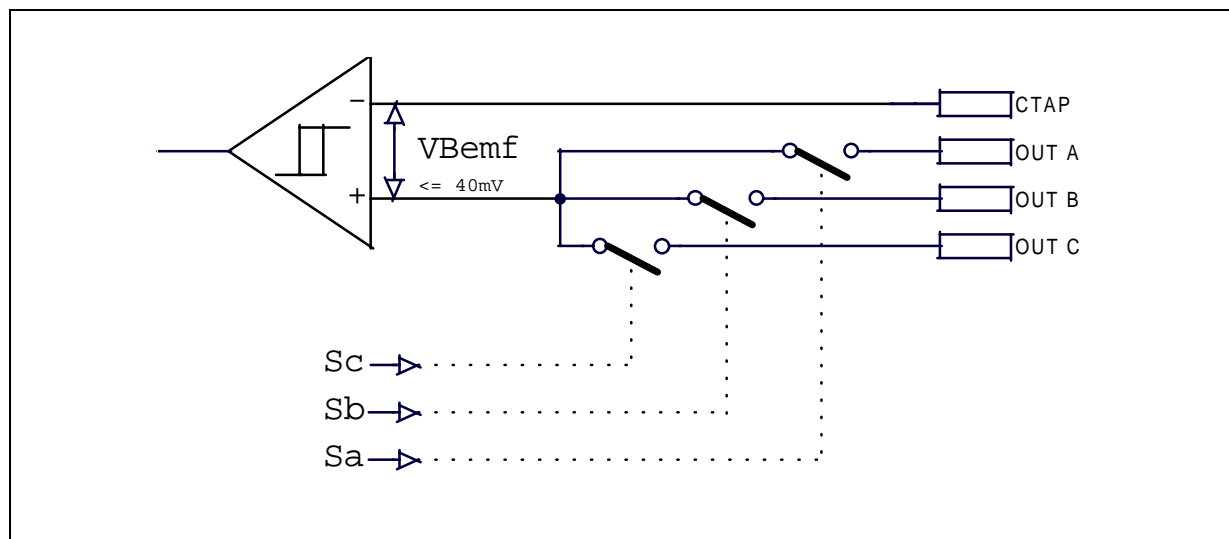 CTAP
−
OUT A
VBemf
<= 40mV
+
OUT B
OUT C
Sc
Sb
Sa